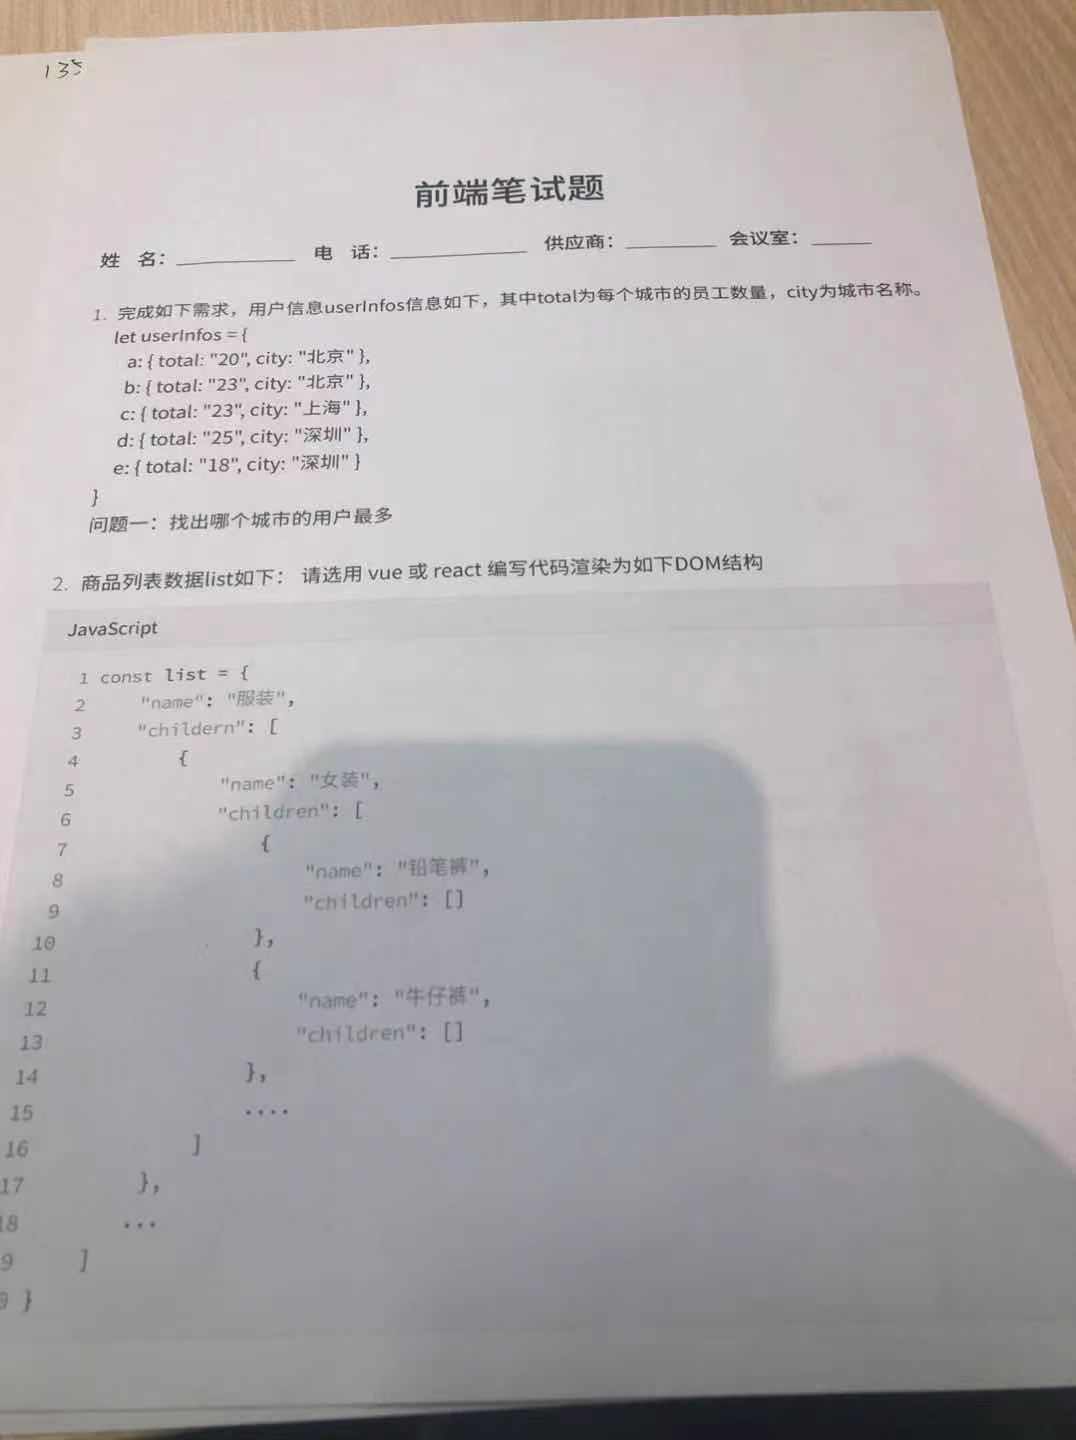 135
前端笔试题
姓 名：________ 电 话：________ 供应商：________ 会议室：________
1. 完成如下需求，用户信息userInfos信息如下，其中total为每个城市的员工数量，city为城市名称。
let userInfos = {
a: { total: "20", city: "北京" },
b: { total: "23", city: "北京" },
c: { total: "23", city: "上海" },
d: { total: "25", city: "深圳" },
e: { total: "18", city: "深圳" }
}
问题一：找出哪个城市的用户最多
2. 商品列表数据list如下： 请选用 vue 或 react 编写代码渲染为如下DOM结构
JavaScript
1 const list = {
2 "name": "服装",
3 "childern": [
4 {
5 "name": "女装",
6 "children": [
7 {
8 "name": "铅笔裤",
9 "children": []
10 },
11 {
12 "name": "牛仔裤",
13 "children": []
14 },
15 ....
16 ]
17 },
18 ...
9 ]
0 }